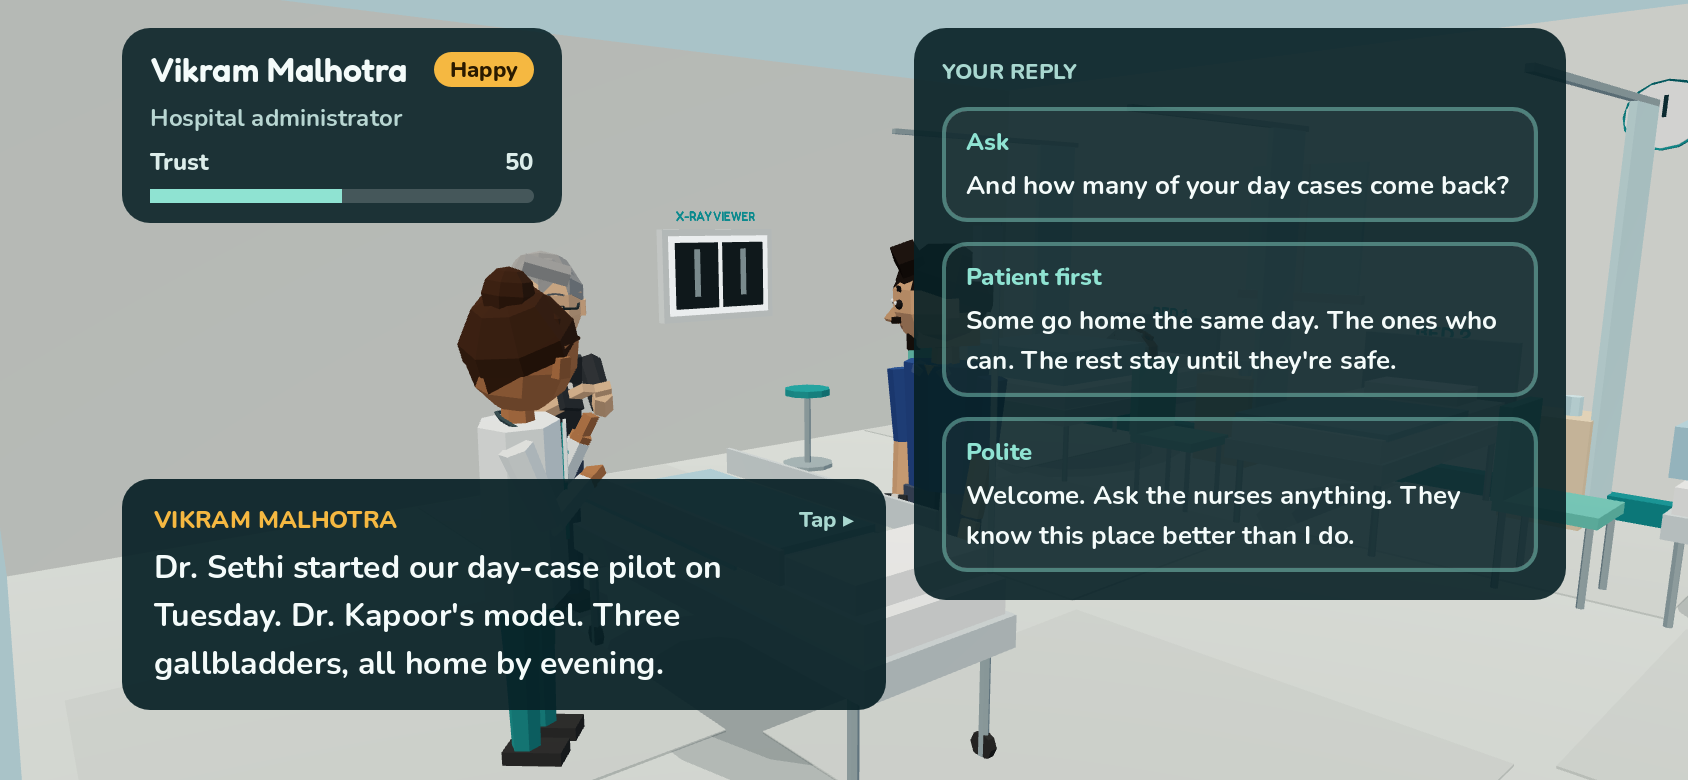 Vikram Malhotra
Happy
Hospital administrator
Trust
50
X-RAY VIEWER
VIKRAM MALHOTRA
Tap ▸
Dr. Sethi started our day-case pilot on
Tuesday. Dr. Kapoor's model. Three
gallbladders, all home by evening.
YOUR REPLY
Ask
And how many of your day cases come back?
Patient first
Some go home the same day. The ones who
can. The rest stay until they're safe.
Polite
Welcome. Ask the nurses anything. They
know this place better than I do.